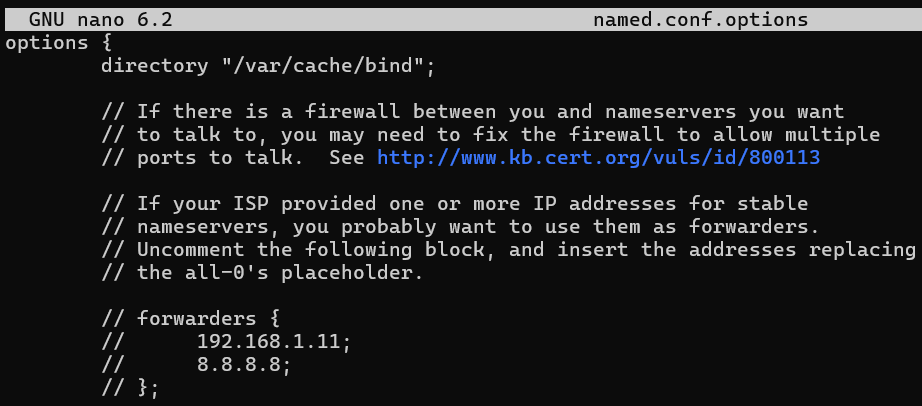 GNU nano 6.2 named.conf.options
options {
directory "/var/cache/bind";
// If there is a firewall between you and nameservers you want
// to talk to, you may need to fix the firewall to allow multiple
// ports to talk.  See http://www.kb.cert.org/vuls/id/800113
// If your ISP provided one or more IP addresses for stable
// nameservers, you probably want to use them as forwarders.
// Uncomment the following block, and insert the addresses replacing
// the all-0's placeholder.
// forwarders {
//      192.168.1.11;
//      8.8.8.8;
// };